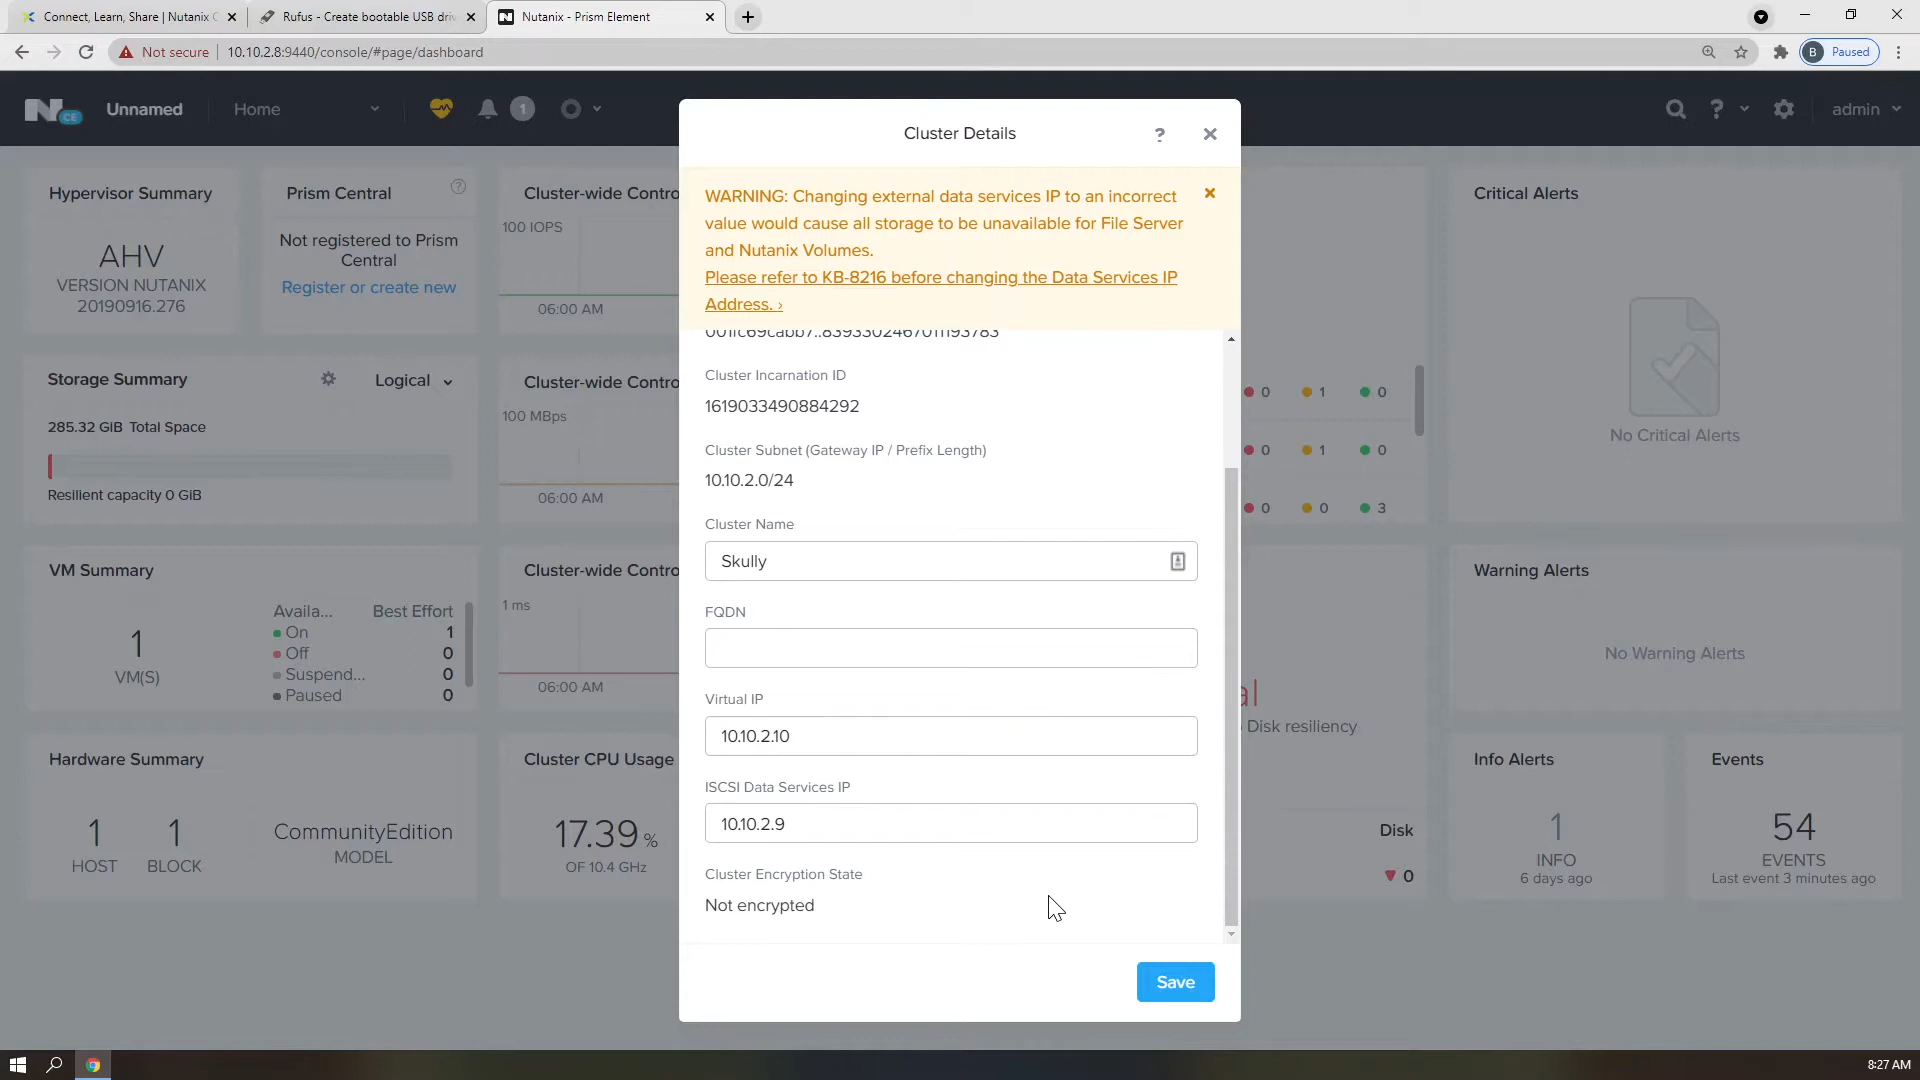 Connect, Learn, Share | Nutanix C
Rufus - Create bootable USB driv
Nutanix - Prism Element
Not secure
10.10.2.8:9440/console/#page/dashboard
B
Paused
N
CE
Unnamed
Home
1
?
admin
Cluster Details
?
WARNING: Changing external data services IP to an incorrect
value would cause all storage to be unavailable for File Server
and Nutanix Volumes.
Please refer to KB-8216 before changing the Data Services IP
Address. ›
Cluster Incarnation ID
1619033490884292
Cluster Subnet (Gateway IP / Prefix Length)
10.10.2.0/24
Cluster Name
Skully
FQDN
Virtual IP
10.10.2.10
ISCSI Data Services IP
10.10.2.9
Cluster Encryption State
Not encrypted
Save
Hypervisor Summary
AHV
VERSION NUTANIX
20190916.276
Prism Central
?
Not registered to Prism
Central
Register or create new
Cluster-wide Contro
100 IOPS
06:00 AM
Storage Summary
Logical
285.32 GiB Total Space
Resilient capacity 0 GiB
Cluster-wide Contro
100 MBps
06:00 AM
VM Summary
1
VM(S)
Availa... Best Effort
On 1
Off 0
Suspend... 0
Paused 0
Cluster-wide Contro
1 ms
06:00 AM
Hardware Summary
1
HOST
1
BLOCK
CommunityEdition
MODEL
Cluster CPU Usage
17.39 %
OF 10.4 GHz
0 1 0
0 1 0
0 0 3
al
Disk resiliency
Disk
0
Critical Alerts
No Critical Alerts
Warning Alerts
No Warning Alerts
Info Alerts
1
INFO
6 days ago
Events
54
EVENTS
Last event 3 minutes ago
8:27 AM